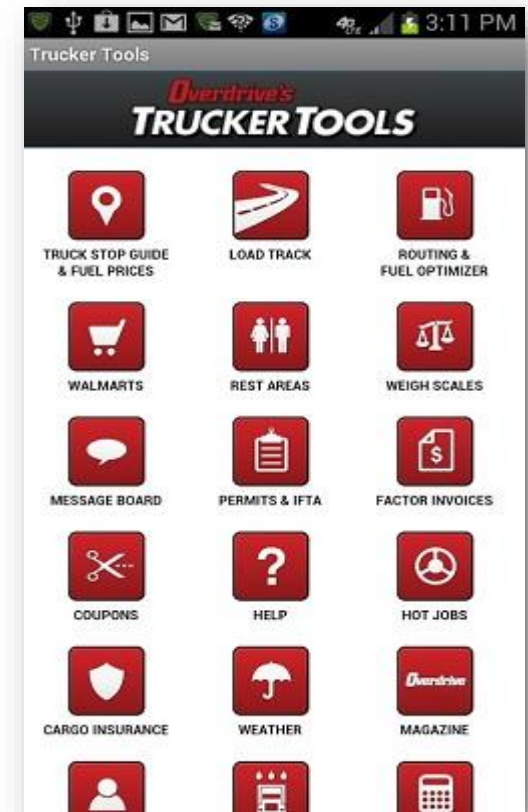 4G LTE 3:11 PM
Trucker Tools
Overdrive's
TRUCKER TOOLS
TRUCK STOP GUIDE
& FUEL PRICES
LOAD TRACK
ROUTING &
FUEL OPTIMIZER
WALMARTS
REST AREAS
WEIGH SCALES
MESSAGE BOARD
PERMITS & IFTA
$
FACTOR INVOICES
COUPONS
?
HELP
HOT JOBS
CARGO INSURANCE
WEATHER
Overdrive
MAGAZINE